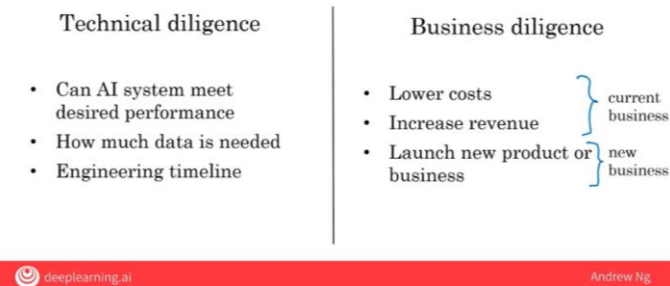 Technical diligence
• Can AI system meet
desired performance
• How much data is needed
• Engineering timeline
Business diligence
• Lower costs
• Increase revenue
current
business
• Launch new product or
business
new
business
deeplearning.ai
Andrew Ng